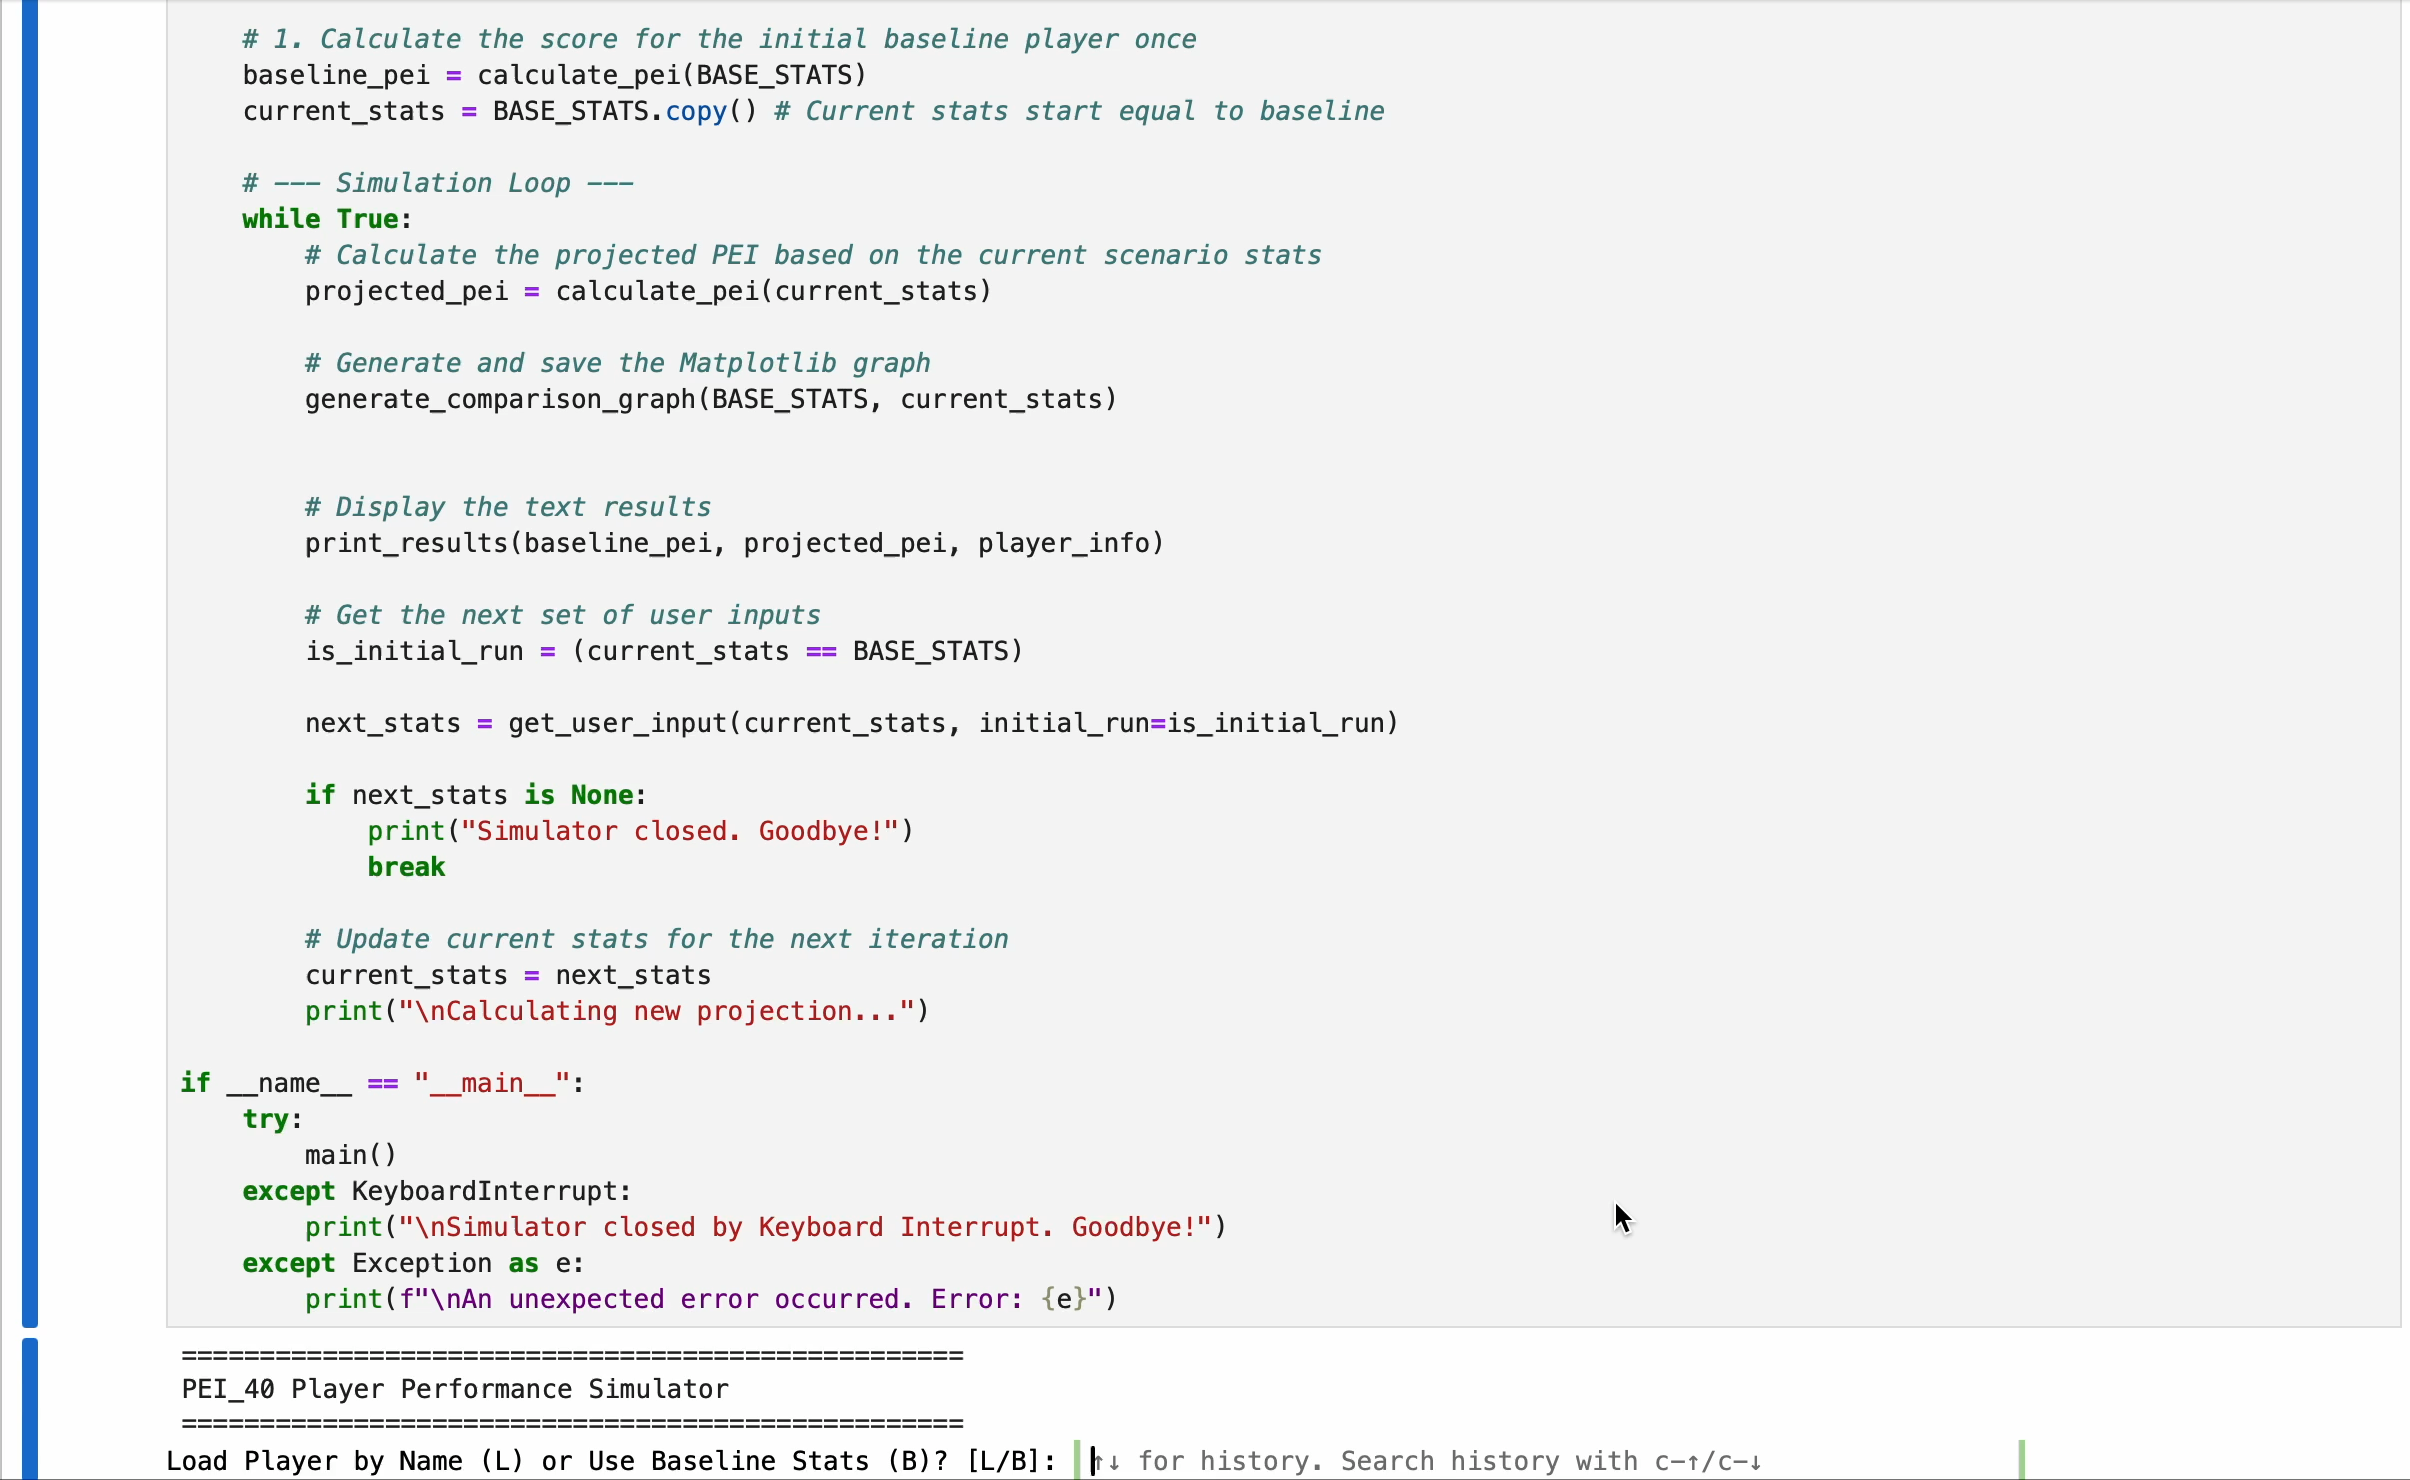 # 1. Calculate the score for the initial baseline player once
baseline_pei = calculate_pei(BASE_STATS)
current_stats = BASE_STATS.copy() # Current stats start equal to baseline
# --- Simulation Loop ---
while True:
# Calculate the projected PEI based on the current scenario stats
projected_pei = calculate_pei(current_stats)
# Generate and save the Matplotlib graph
generate_comparison_graph(BASE_STATS, current_stats)
# Display the text results
print_results(baseline_pei, projected_pei, player_info)
# Get the next set of user inputs
is_initial_run = (current_stats == BASE_STATS)
next_stats = get_user_input(current_stats, initial_run=is_initial_run)
if next_stats is None:
print("Simulator closed. Goodbye!")
break
# Update current stats for the next iteration
current_stats = next_stats
print("\nCalculating new projection...")
if __name__ == "__main__":
try:
main()
except KeyboardInterrupt:
print("\nSimulator closed by Keyboard Interrupt. Goodbye!")
except Exception as e:
print(f"\nAn unexpected error occurred. Error: {e}")
==================================================
PEI_40 Player Performance Simulator
==================================================
Load Player by Name (L) or Use Baseline Stats (B)? [L/B]: ↑↓ for history. Search history with c-↑/c-↓